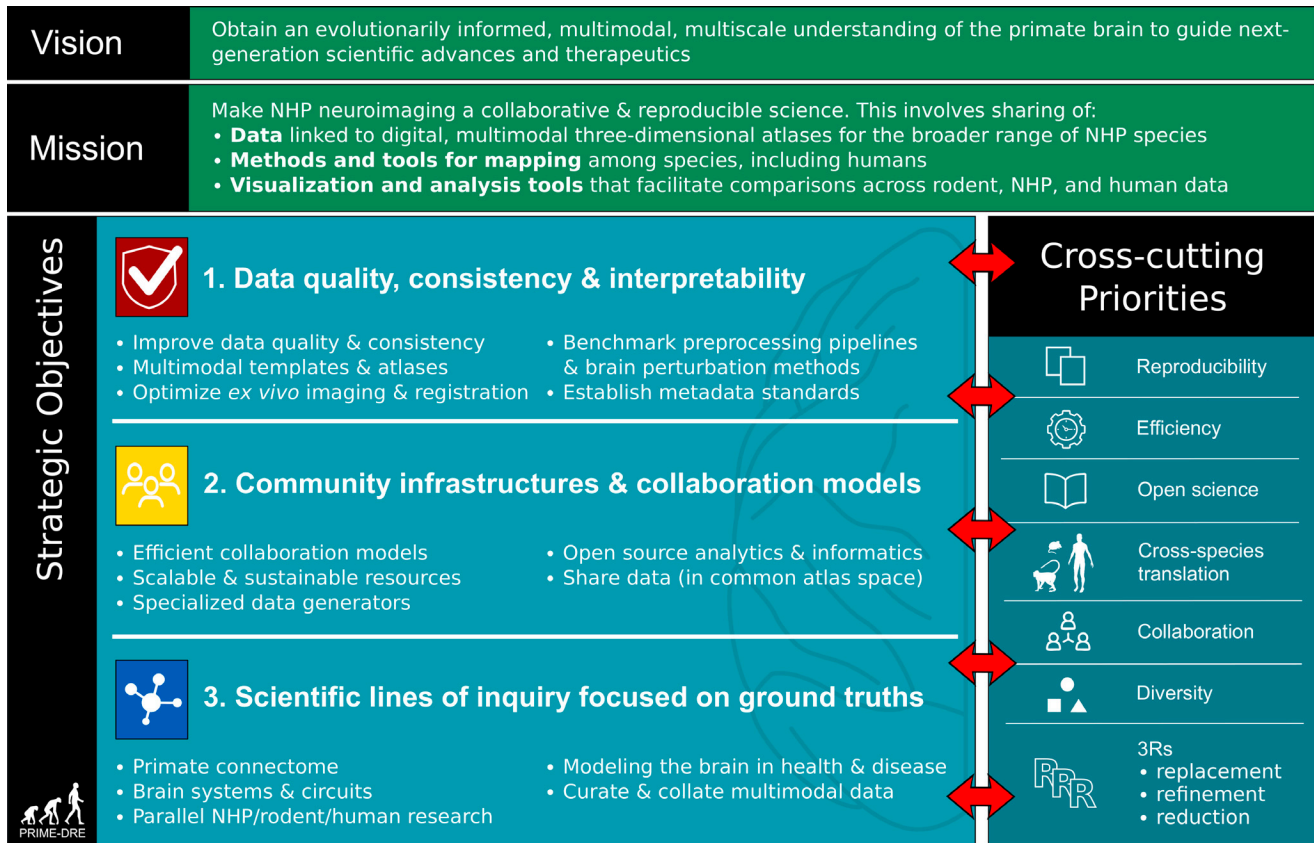 Vision
Obtain an evolutionarily informed, multimodal, multiscale understanding of the primate brain to guide next-
generation scientific advances and therapeutics
Mission
Make NHP neuroimaging a collaborative & reproducible science. This involves sharing of:
• Data linked to digital, multimodal three-dimensional atlases for the broader range of NHP species
• Methods and tools for mapping among species, including humans
• Visualization and analysis tools that facilitate comparisons across rodent, NHP, and human data
Strategic Objectives
1. Data quality, consistency & interpretability
• Improve data quality & consistency
• Multimodal templates & atlases
• Optimize ex vivo imaging & registration
• Benchmark preprocessing pipelines
& brain perturbation methods
• Establish metadata standards
2. Community infrastructures & collaboration models
• Efficient collaboration models
• Scalable & sustainable resources
• Specialized data generators
• Open source analytics & informatics
• Share data (in common atlas space)
3. Scientific lines of inquiry focused on ground truths
• Primate connectome
• Brain systems & circuits
• Parallel NHP/rodent/human research
• Modeling the brain in health & disease
• Curate & collate multimodal data
PRIME-DRE
Cross-cutting
Priorities
Reproducibility
Efficiency
Open science
Cross-species
translation
Collaboration
Diversity
RRR
3Rs
• replacement
• refinement
• reduction